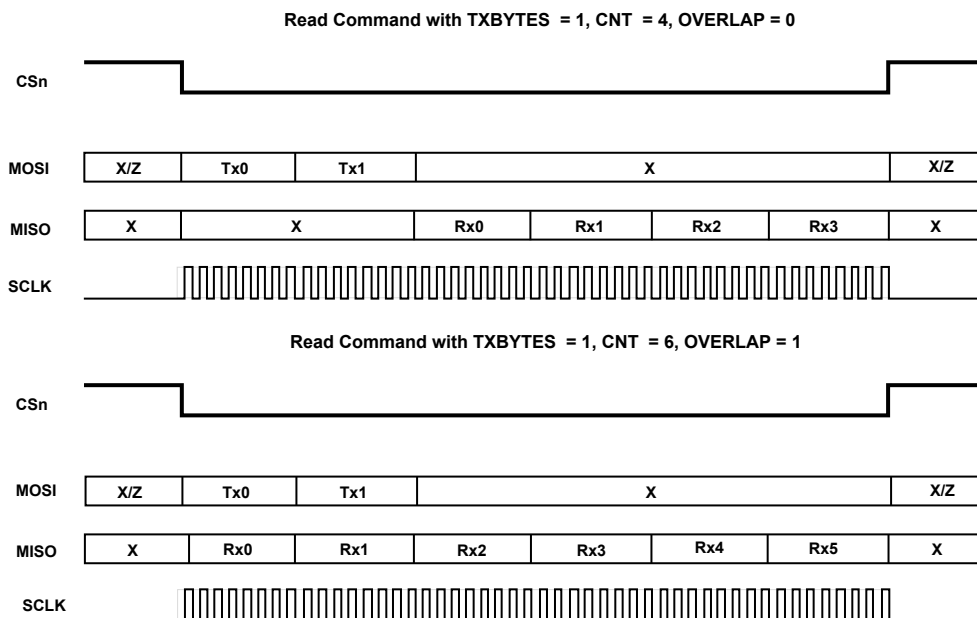 Read Command with TXBYTES = 1, CNT = 4, OVERLAP = 0
CSn
MOSI X/Z Tx0 Tx1 X X/Z
MISO X X Rx0 Rx1 Rx2 Rx3 X
SCLK
Read Command with TXBYTES = 1, CNT = 6, OVERLAP = 1
CSn
MOSI X/Z Tx0 Tx1 X X/Z
MISO X Rx0 Rx1 Rx2 Rx3 Rx4 Rx5 X
SCLK